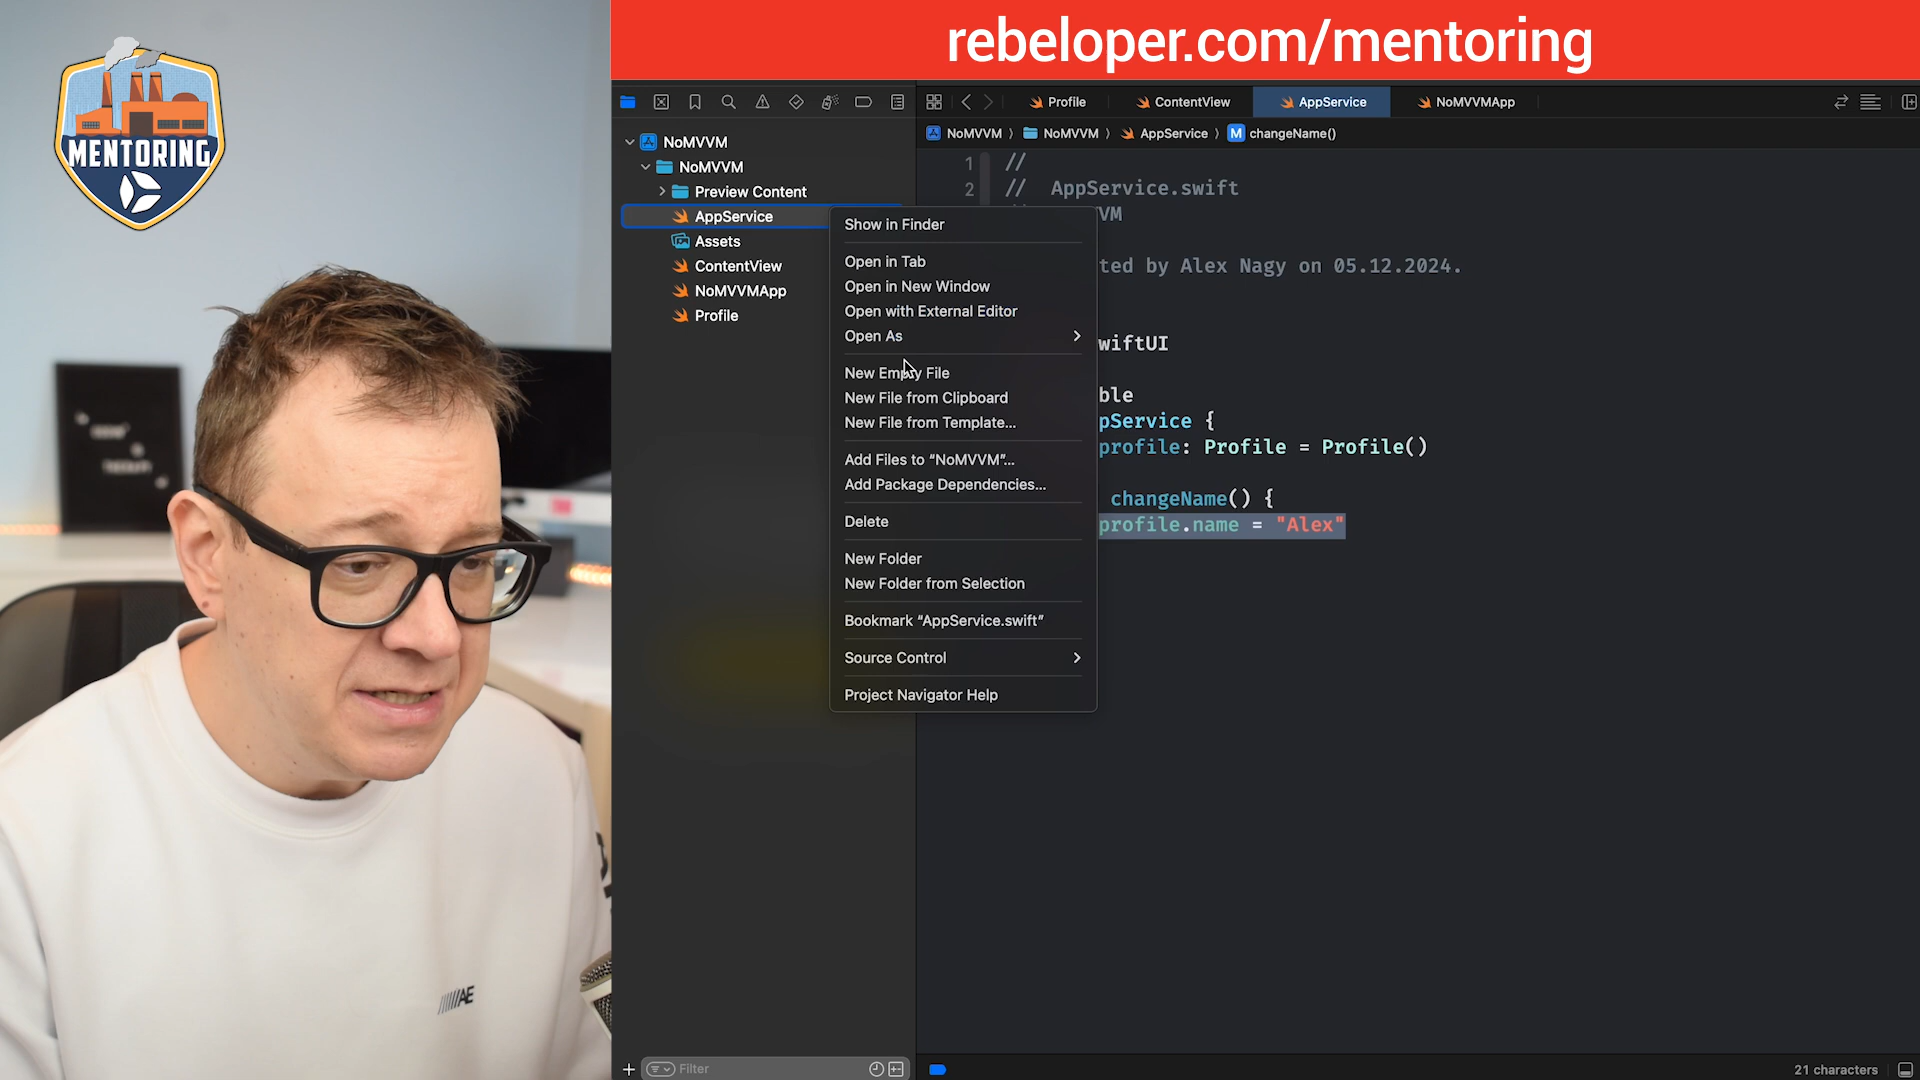 rebeloper.com/mentoring
MENTORING
Profile
ContentView
AppService
NoMVVMApp
NoMVVM
NoMVVM
AppService
M
changeName()
NoMVVM
NoMVVM
Preview Content
AppService
Assets
ContentView
NoMVVMApp
Profile
Show in Finder
Open in Tab
Open in New Window
Open with External Editor
Open As
New Empty File
New File from Clipboard
New File from Template...
Add Files to “NoMVVM”...
Add Package Dependencies...
Delete
New Folder
New Folder from Selection
Bookmark “AppService.swift”
Source Control
Project Navigator Help
1 //
2 // AppService.swift
VM
ted by Alex Nagy on 05.12.2024.
wiftUI
ble
pService {
profile: Profile = Profile()
changeName() {
profile.name = "Alex"
AE
Filter
21 characters